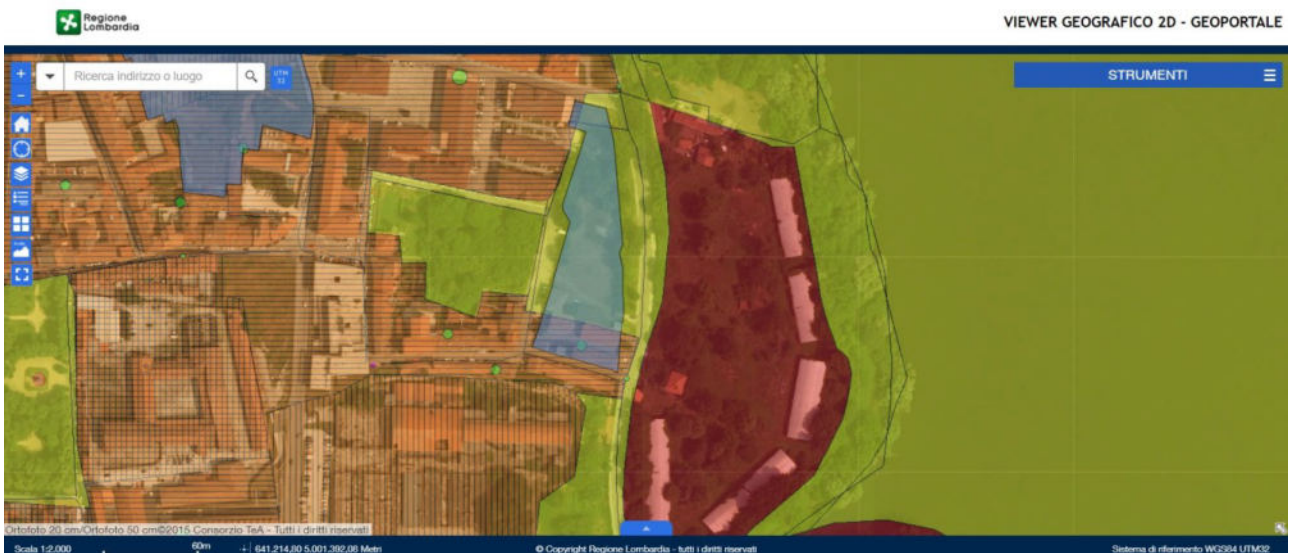 Regione
Lombardia
VIEWER GEOGRAFICO 2D - GEOPORTALE
+
Ricerca indirizzo o luogo
UTM
32
STRUMENTI
-
Ortofoto 20 cm/Ortofoto 50 cm©2015 Consorzio TeA - Tutti i diritti riservati
Scala 1:2.000
60m
641.214,80 5.001.392,08 Metri
© Copyright Regione Lombardia - tutti i diritti riservati
Sistema di riferimento WGS84 UTM32